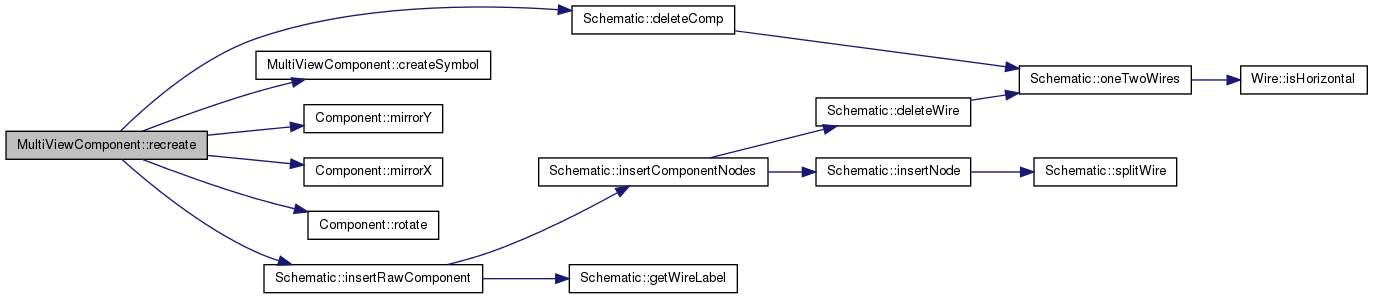 Schematic::deleteComp
MultiViewComponent::createSymbol
Schematic::oneTwoWires
Wire::isHorizontal
Schematic::deleteWire
Component::mirrorY
MultiViewComponent::recreate
Component::mirrorX
Schematic::insertComponentNodes
Schematic::insertNode
Schematic::splitWire
Component::rotate
Schematic::insertRawComponent
Schematic::getWireLabel